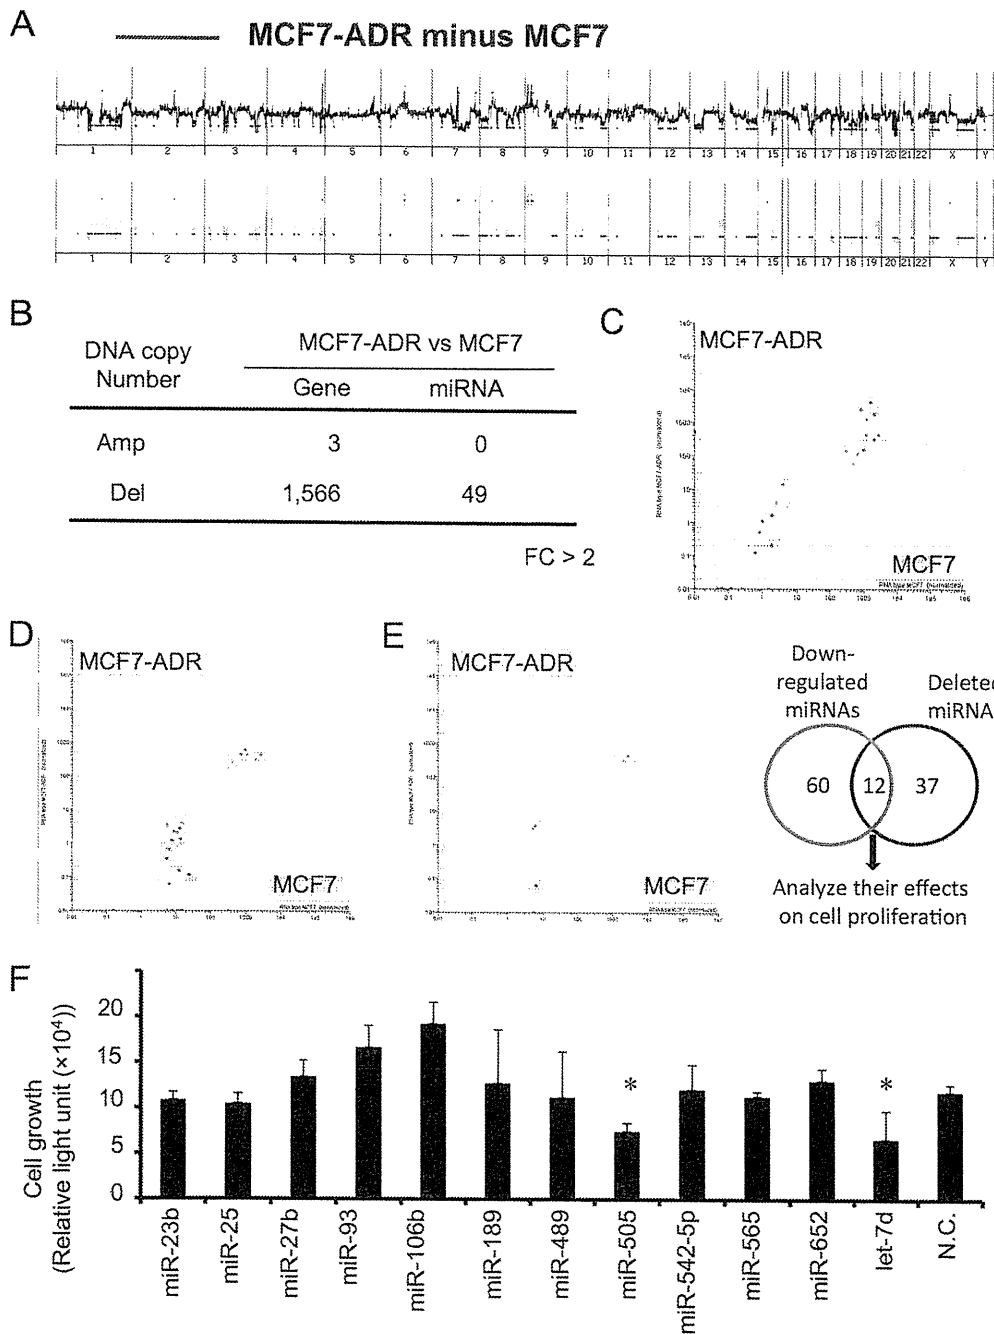 A
MCF7-ADR minus MCF7
1 2 3 4 5 6 7 8 9 10 11 12 13 14 15 16 17 18 19 20 21 22 X Y
1 2 3 4 5 6 7 8 9 10 11 12 13 14 15 16 17 18 19 20 21 22 X Y
B
DNA copy
Number
MCF7-ADR vs MCF7
Gene miRNA
Amp 3 0
Del 1,566 49
FC > 2
C
MCF7-ADR
MCF7
D
MCF7-ADR
MCF7
E
MCF7-ADR
MCF7
Down-
regulated
miRNAs
Deleted
miRNA
60 12 37
Analyze their effects
on cell proliferation
F
Cell growth
(Relative light unit (×10⁴))
20
15
10
5
0
* *
miR-23b
miR-25
miR-27b
miR-93
miR-106b
miR-189
miR-489
miR-505
miR-542-5p
miR-565
miR-652
let-7d
N.C.